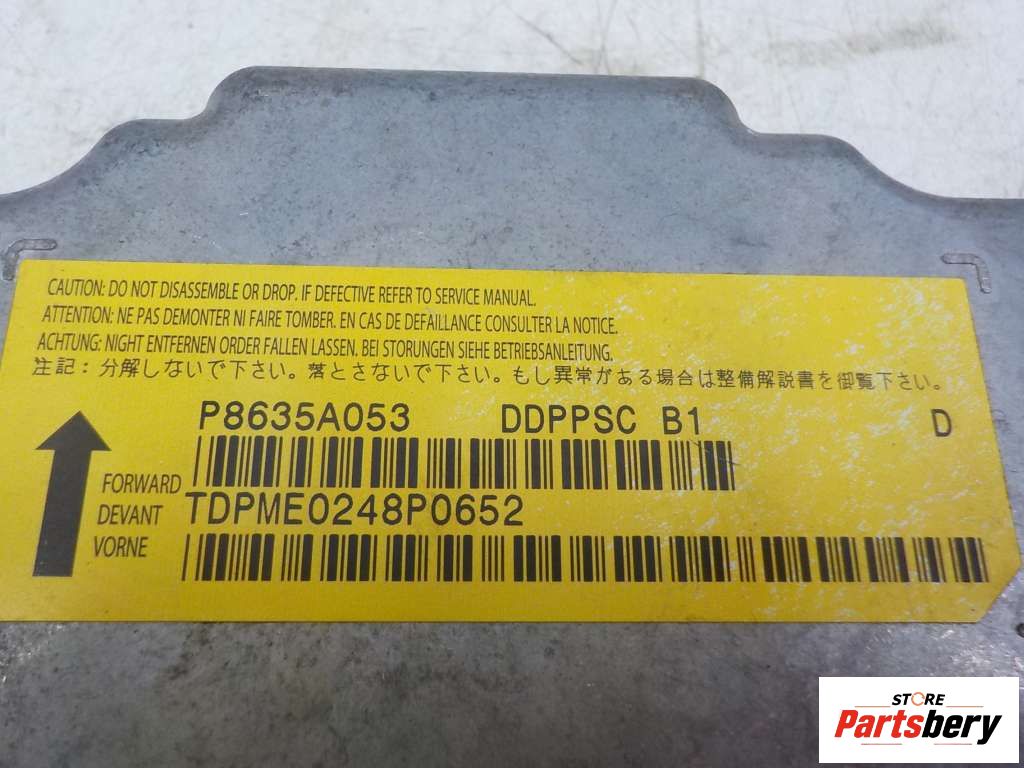 CAUTION: DO NOT DISASSEMBLE OR DROP. IF DEFECTIVE REFER TO SERVICE MANUAL.
ATTENTION: NE PAS DEMONTER NI FAIRE TOMBER. EN CAS DE DEFAILLANCE CONSULTER LA NOTICE.
ACHTUNG: NIGHT ENTFERNEN ORDER FALLEN LASSEN. BEI STORUNGEN SIEHE BETRIEBSANLEITUNG.
注記：分解しないで下さい。落とさないで下さい。もし異常がある場合は整備解説書を御覧下さい。
P8635A053 DDPPSC B1 D
FORWARD
TDPME0248P0652
DEVANT
VORNE
STORE
Partsbery